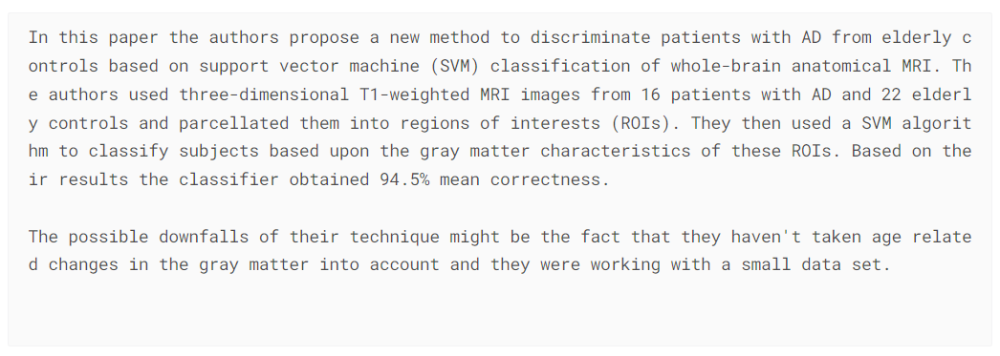 In this paper the authors propose a new method to discriminate patients with AD from elderly c
ontrols based on support vector machine (SVM) classification of whole-brain anatomical MRI. Th
e authors used three-dimensional T1-weighted MRI images from 16 patients with AD and 22 elderl
y controls and parcellated them into regions of interests (ROIs). They then used a SVM algorit
hm to classify subjects based upon the gray matter characteristics of these ROIs. Based on the
ir results the classifier obtained 94.5% mean correctness.

The possible downfalls of their technique might be the fact that they haven't taken age relate
d changes in the gray matter into account and they were working with a small data set.